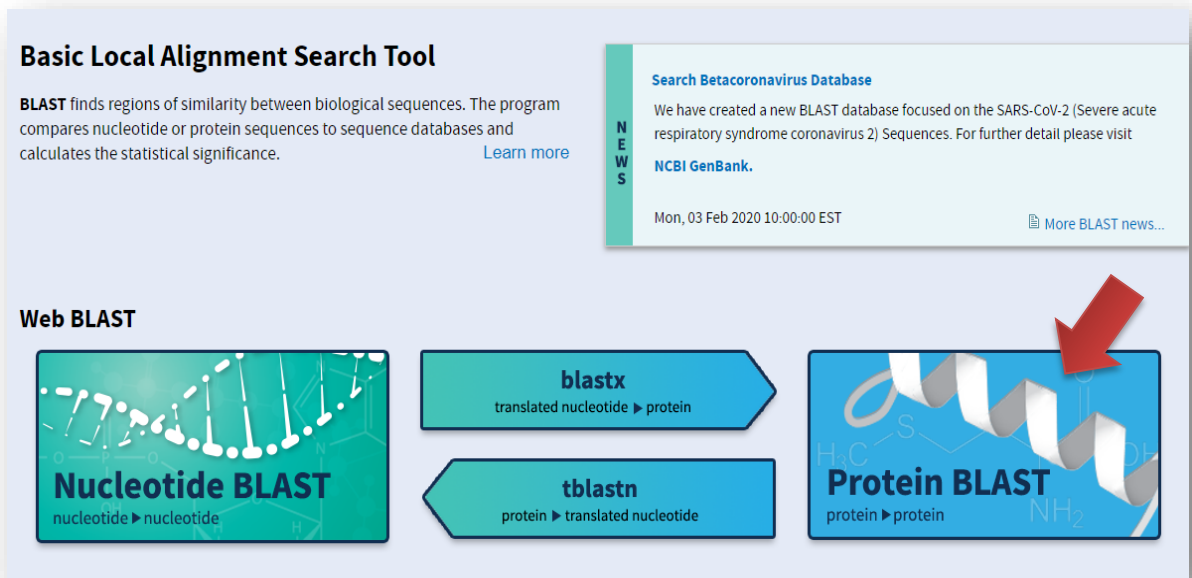 Basic Local Alignment Search Tool
BLAST finds regions of similarity between biological sequences. The program
compares nucleotide or protein sequences to sequence databases and
calculates the statistical significance.
Learn more
NEWS
Search Betacoronavirus Database
We have created a new BLAST database focused on the SARS-CoV-2 (Severe acute
respiratory syndrome coronavirus 2) Sequences. For further detail please visit
NCBI GenBank.
Mon, 03 Feb 2020 10:00:00 EST
More BLAST news...
Web BLAST
Nucleotide BLAST
nucleotide ▶ nucleotide
blastx
translated nucleotide ▶ protein
tblastn
protein ▶ translated nucleotide
H₃C
S
O
OH
NH₂
Protein BLAST
protein ▶ protein